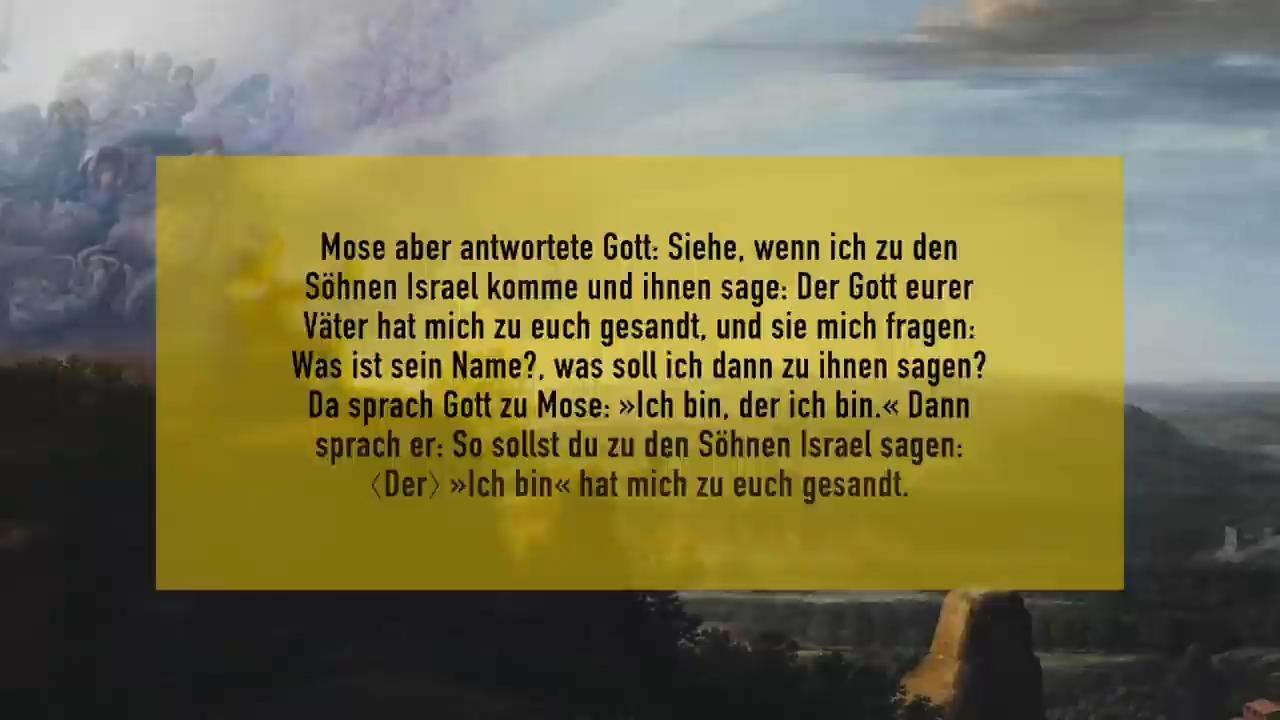 Mose aber antwortete Gott: Siehe, wenn ich zu den
Söhnen Israel komme und ihnen sage: Der Gott eurer
Väter hat mich zu euch gesandt, und sie mich fragen:
Was ist sein Name?, was soll ich dann zu ihnen sagen?
Da sprach Gott zu Mose: »Ich bin, der ich bin.« Dann
sprach er: So sollst du zu den Söhnen Israel sagen:
〈Der〉 »Ich bin« hat mich zu euch gesandt.